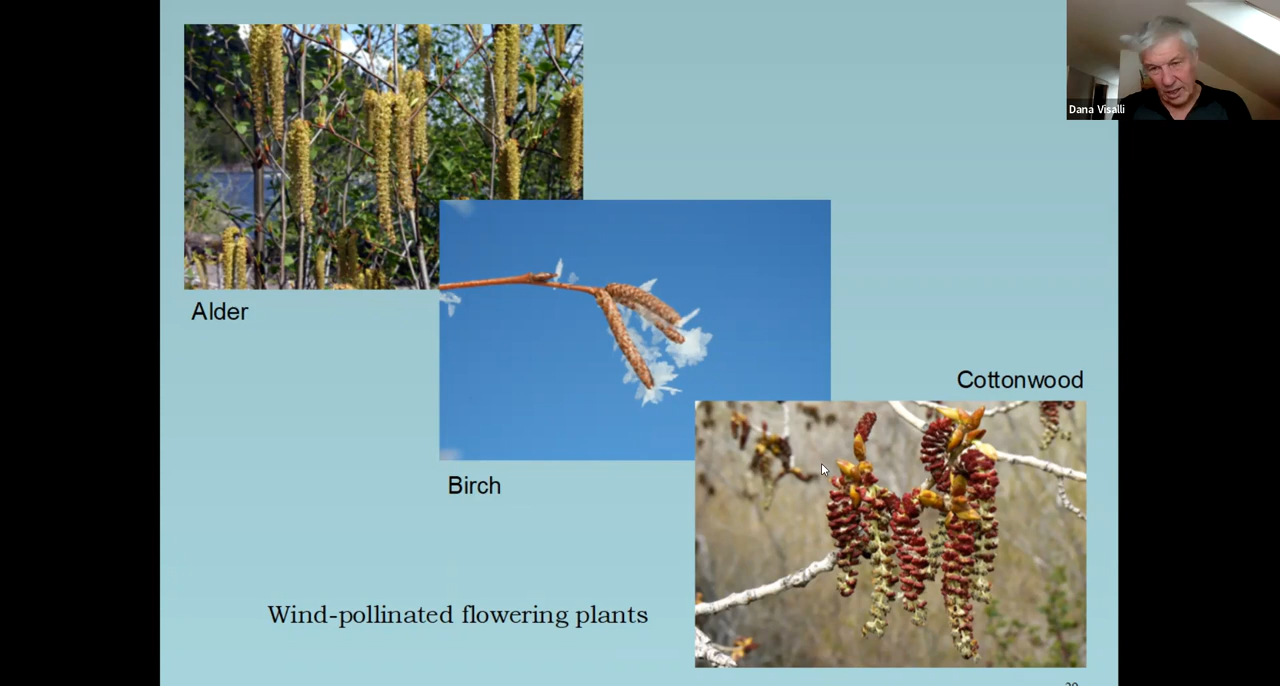 Dana Visalli
Alder
Cottonwood
Birch
Wind-pollinated flowering plants